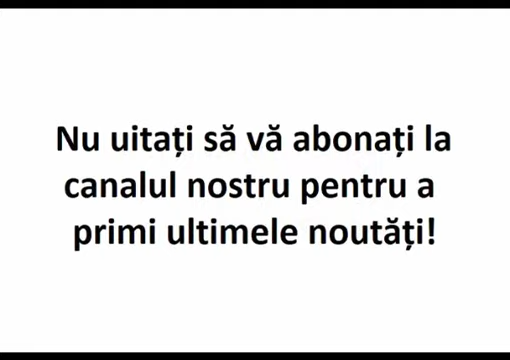 Nu uitați să vă abonați la
canalul nostru pentru a
primi ultimele noutăți!